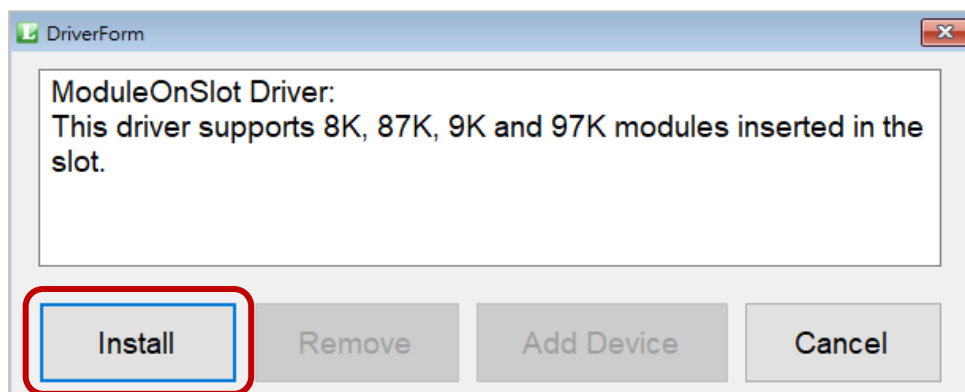 DriverForm
ModuleOnSlot Driver:
This driver supports 8K, 87K, 9K and 97K modules inserted in the
slot.
Install
Remove
Add Device
Cancel